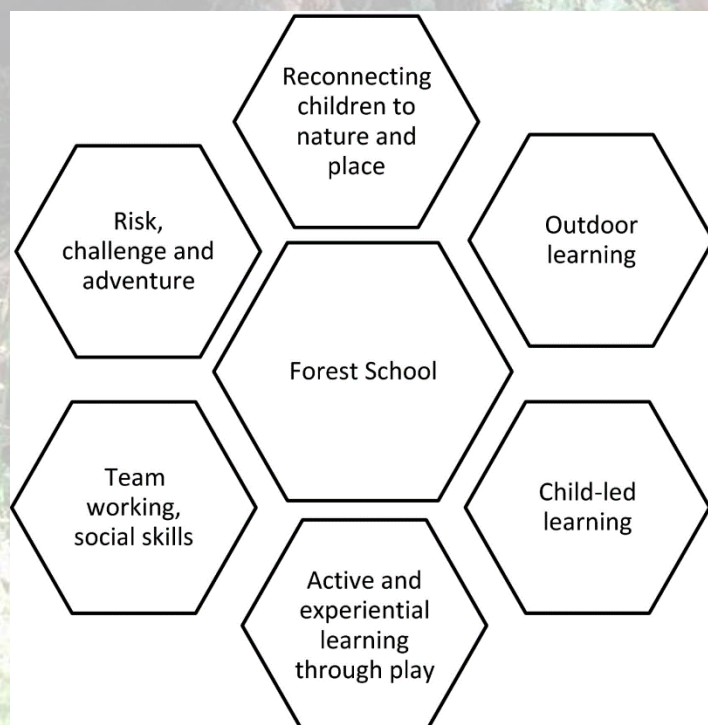 Reconnecting
children to
nature and
place
Risk,
challenge and
adventure
Outdoor
learning
Forest School
Team
working,
social skills
Child-led
learning
Active and
experiential
learning
through play